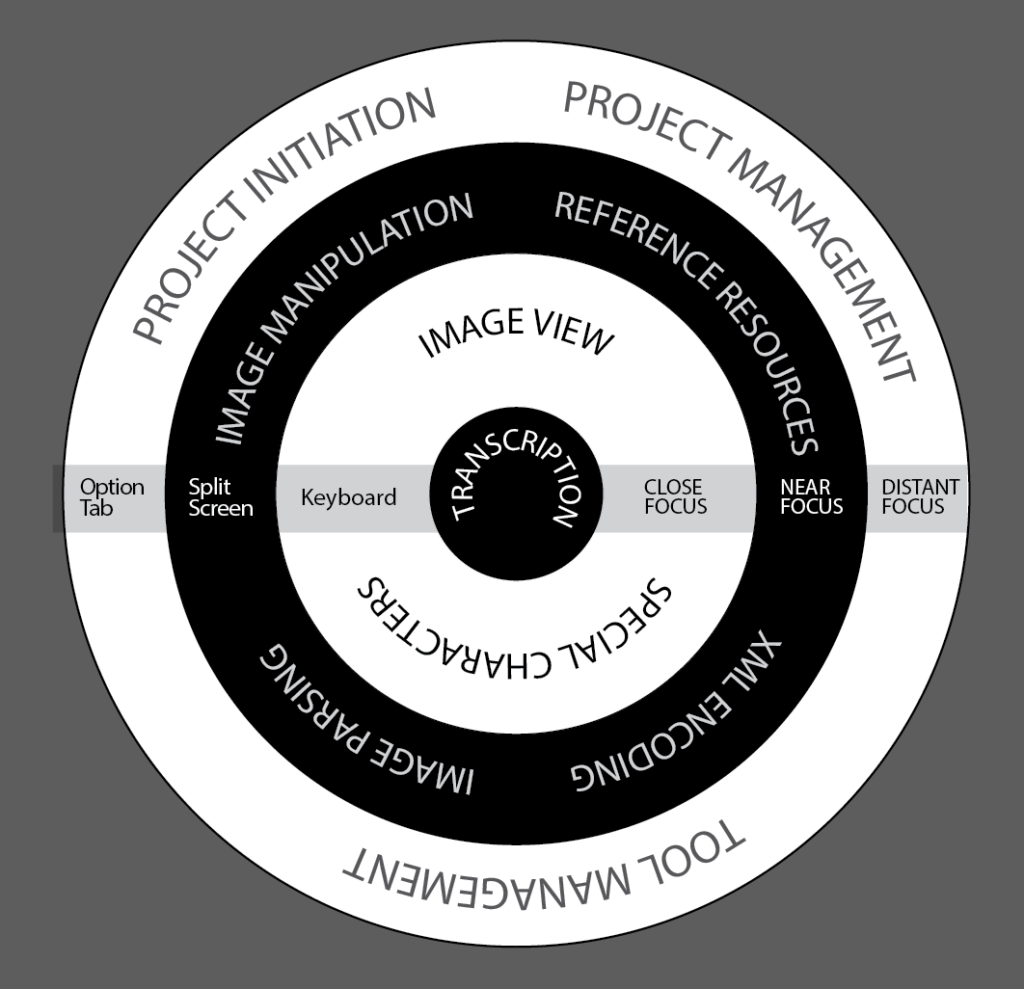 PROJECT INITIATION
PROJECT MANAGEMENT
IMAGE MANIPULATION
REFERENCE RESOURCES
IMAGE VIEW
TRANSCRIPTION
Option
Tab
Split
Screen
Keyboard
CLOSE
FOCUS
NEAR
FOCUS
DISTANT
FOCUS
SPECIAL CHARACTERS
XML ENCODING
IMAGE PARSING
TOOL MANAGEMENT